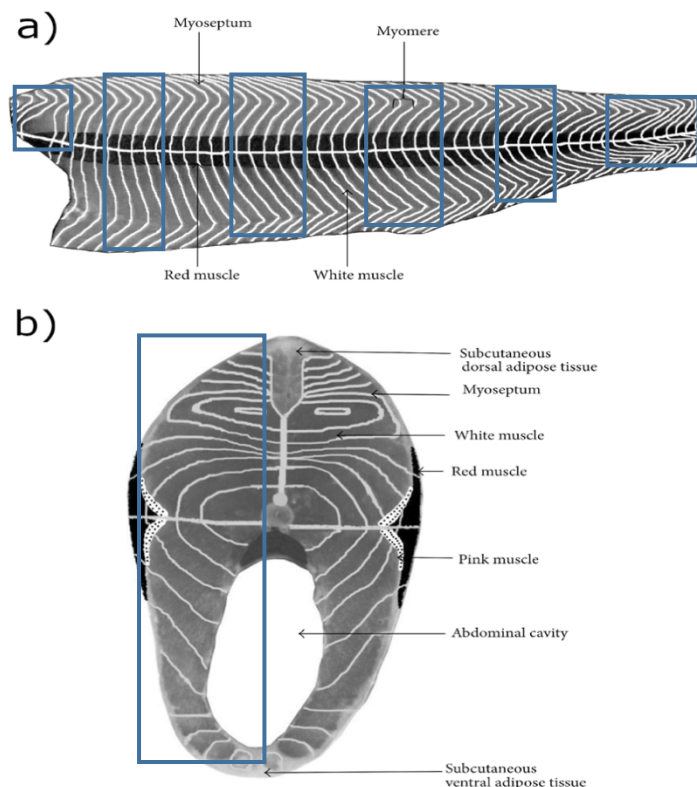 a)
Myoseptum
Myomere
Red muscle
White muscle
b)
Subcutaneous
dorsal adipose tissue
Myoseptum
White muscle
Red muscle
Pink muscle
Abdominal cavity
Subcutaneous
ventral adipose tissue